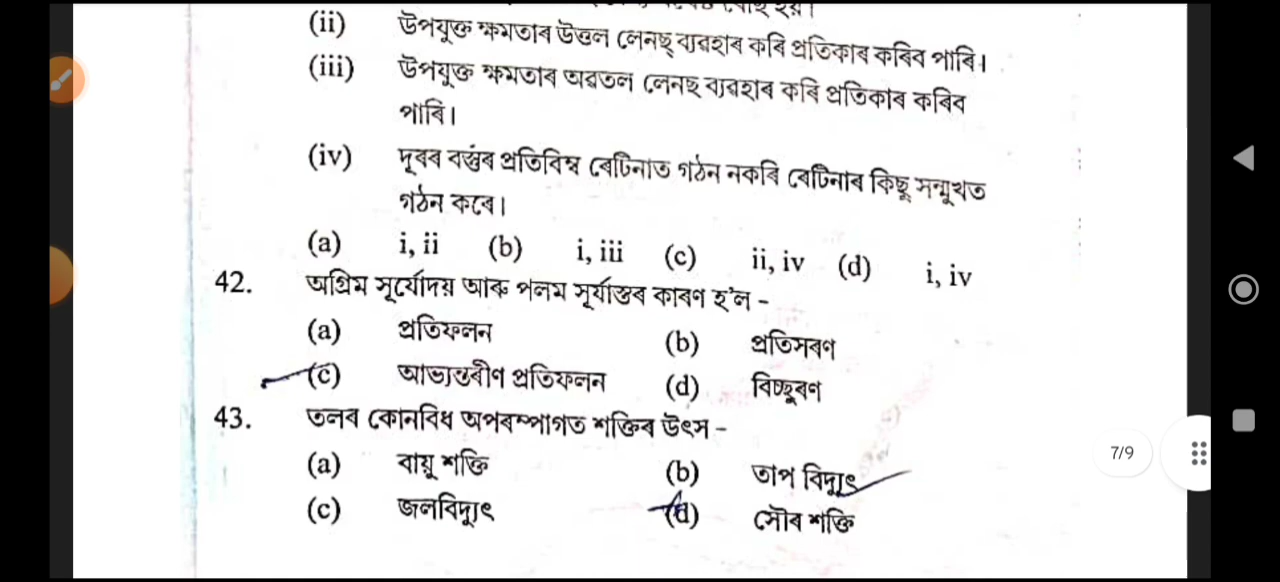 (ii) উপযুক্ত ক্ষমতাৰ উত্তল লেনছ্ ব্যৱহাৰ কৰি প্ৰতিকাৰ কৰিব পাৰি।
(iii) উপযুক্ত ক্ষমতাৰ অৱতল লেনছ ব্যৱহাৰ কৰি প্ৰতিকাৰ কৰিব
পাৰি।
(iv) দূৰৰ বস্তুৰ প্ৰতিবিম্ব ৰেটিনাত গঠন নকৰি ৰেটিনাৰ কিছু সন্মুখত
গঠন কৰে।
(a) i, ii (b) i, iii (c) ii, iv (d) i, iv
42. অগ্ৰিম সূৰ্যোদয় আৰু পলম সূৰ্যাস্তৰ কাৰণ হ'ল -
(a) প্ৰতিফলন (b) প্ৰতিসৰণ
(c) আভ্যন্তৰীণ প্ৰতিফলন (d) বিচ্ছুৰণ
43. তলৰ কোনবিধ অপৰম্পাগত শক্তিৰ উৎস -
(a) বায়ু শক্তি (b) তাপ বিদ্যুৎ
(c) জলবিদ্যুৎ (d) সৌৰ শক্তি
7/9